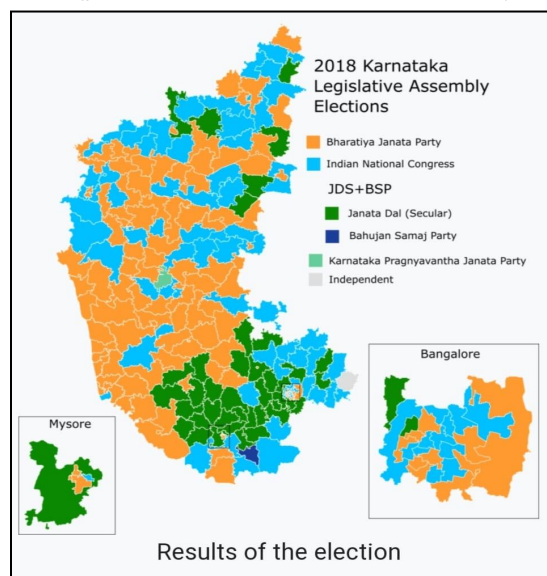 2018 Karnataka
Legislative Assembly
Elections
Bharatiya Janata Party
Indian National Congress
JDS+BSP
Janata Dal (Secular)
Bahujan Samaj Party
Karnataka Pragnyavantha Janata Party
Independent
Bangalore
Mysore
Results of the election